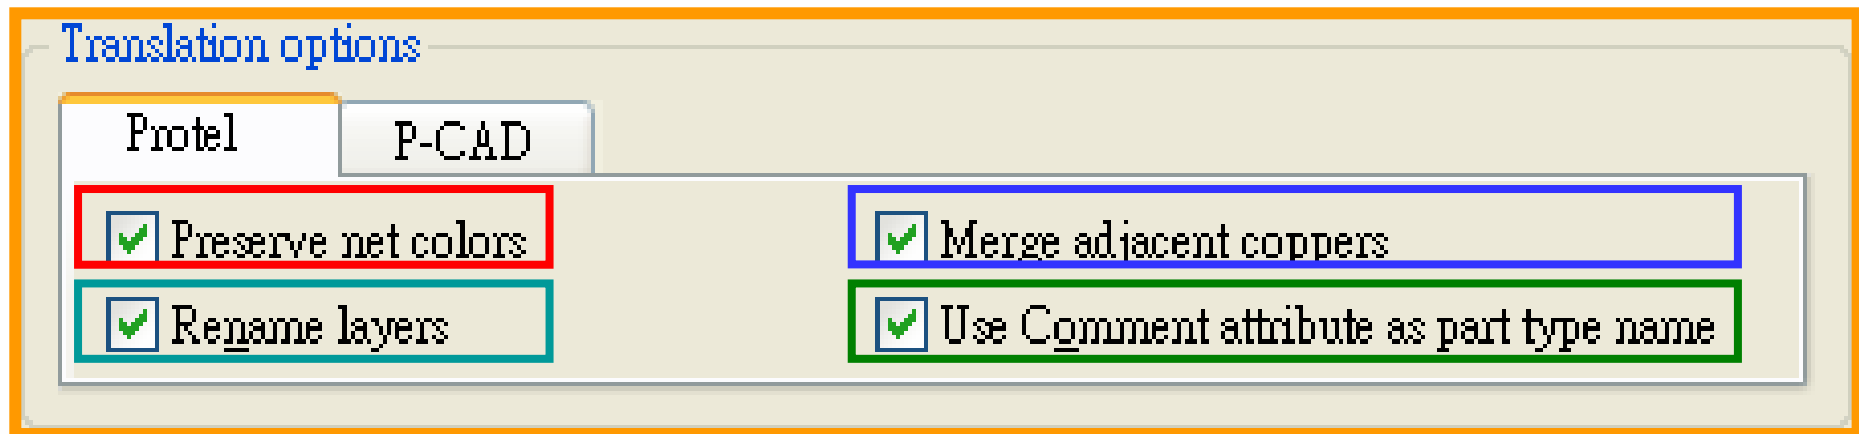 Translation options
Protel P-CAD
Preserve net colors Merge adjacent coppers
Rename layers Use Comment attribute as part type name